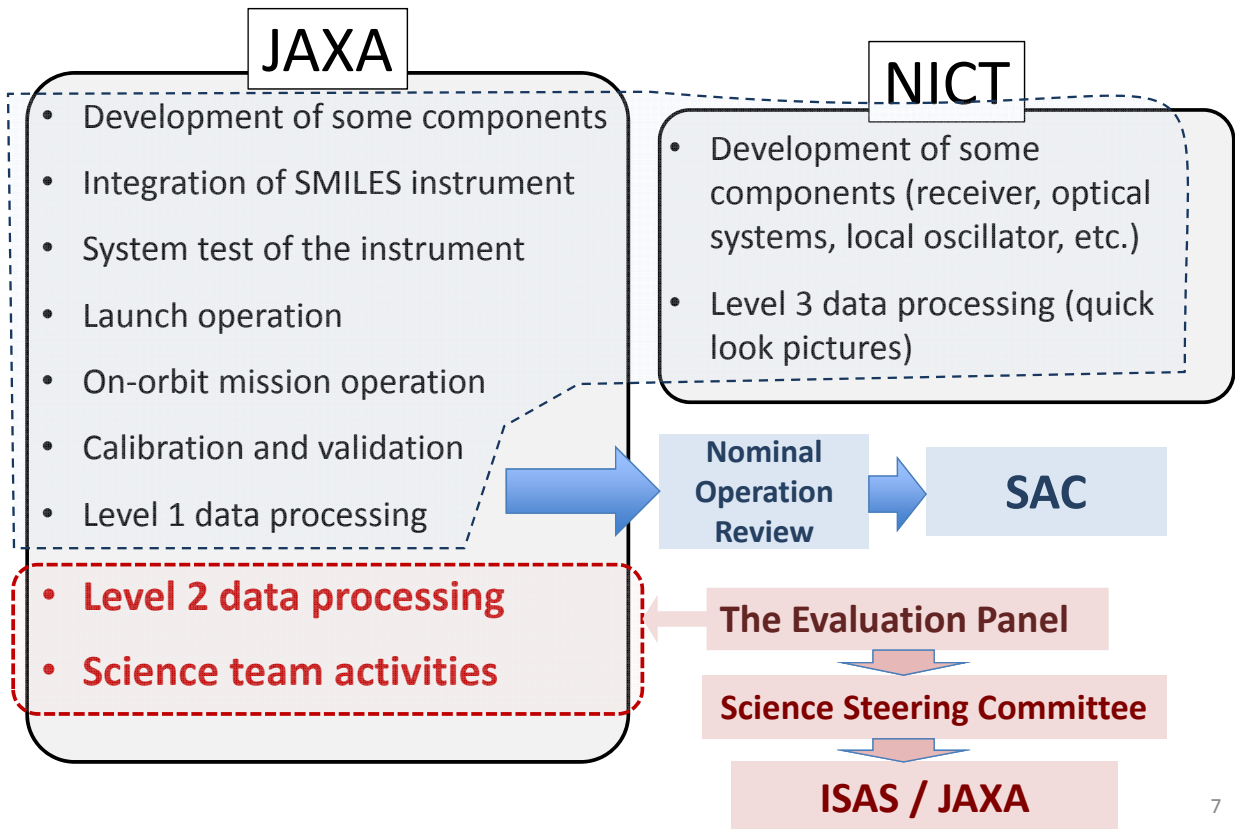 JAXA
• Development of some components
• Integration of SMILES instrument
• System test of the instrument
• Launch operation
• On-orbit mission operation
• Calibration and validation
• Level 1 data processing
• Level 2 data processing
• Science team activities
NICT
• Development of some
components (receiver, optical
systems, local oscillator, etc.)
• Level 3 data processing (quick
look pictures)
Nominal
Operation
Review
SAC
The Evaluation Panel
Science Steering Committee
ISAS / JAXA
7